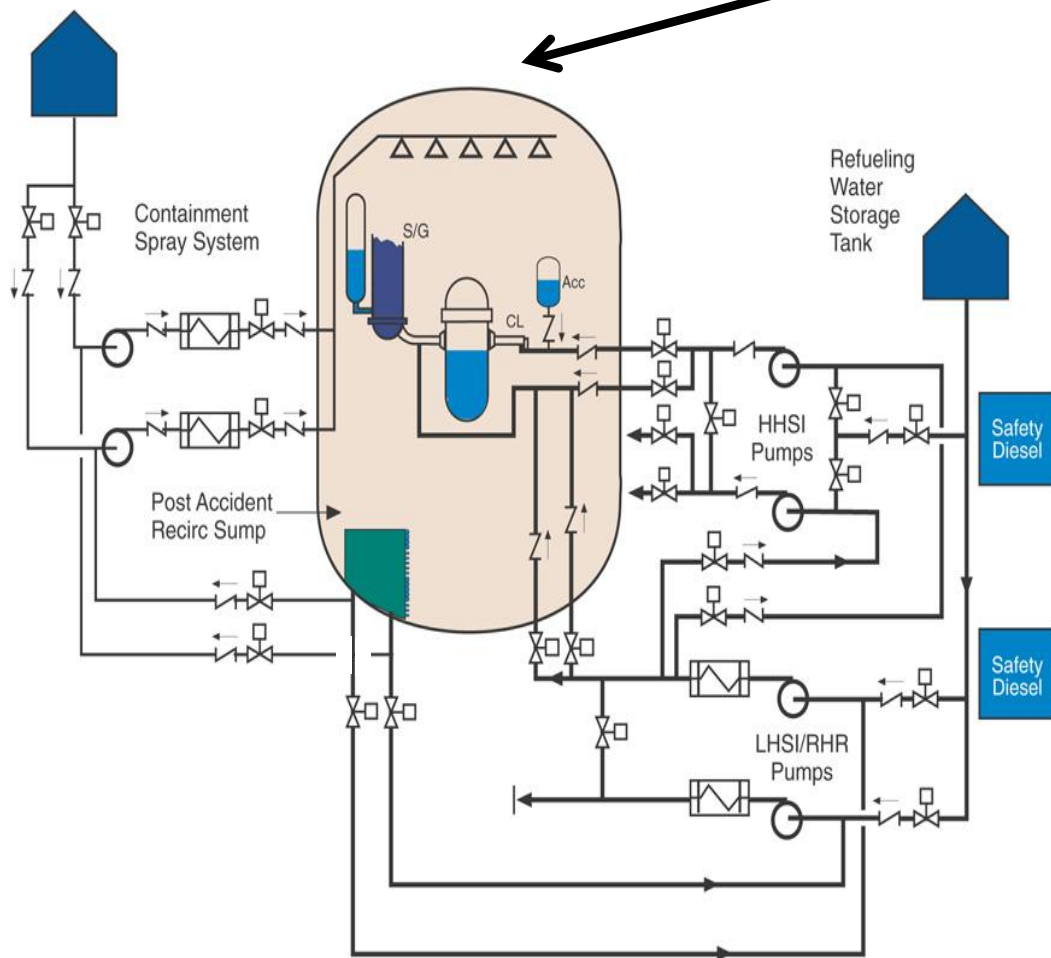 Containment
Spray System
S/G
Acc
CL
Refueling
Water
Storage
Tank
HHSI
Pumps
Safety
Diesel
Post Accident
Recirc Sump
Safety
Diesel
LHSI/RHR
Pumps